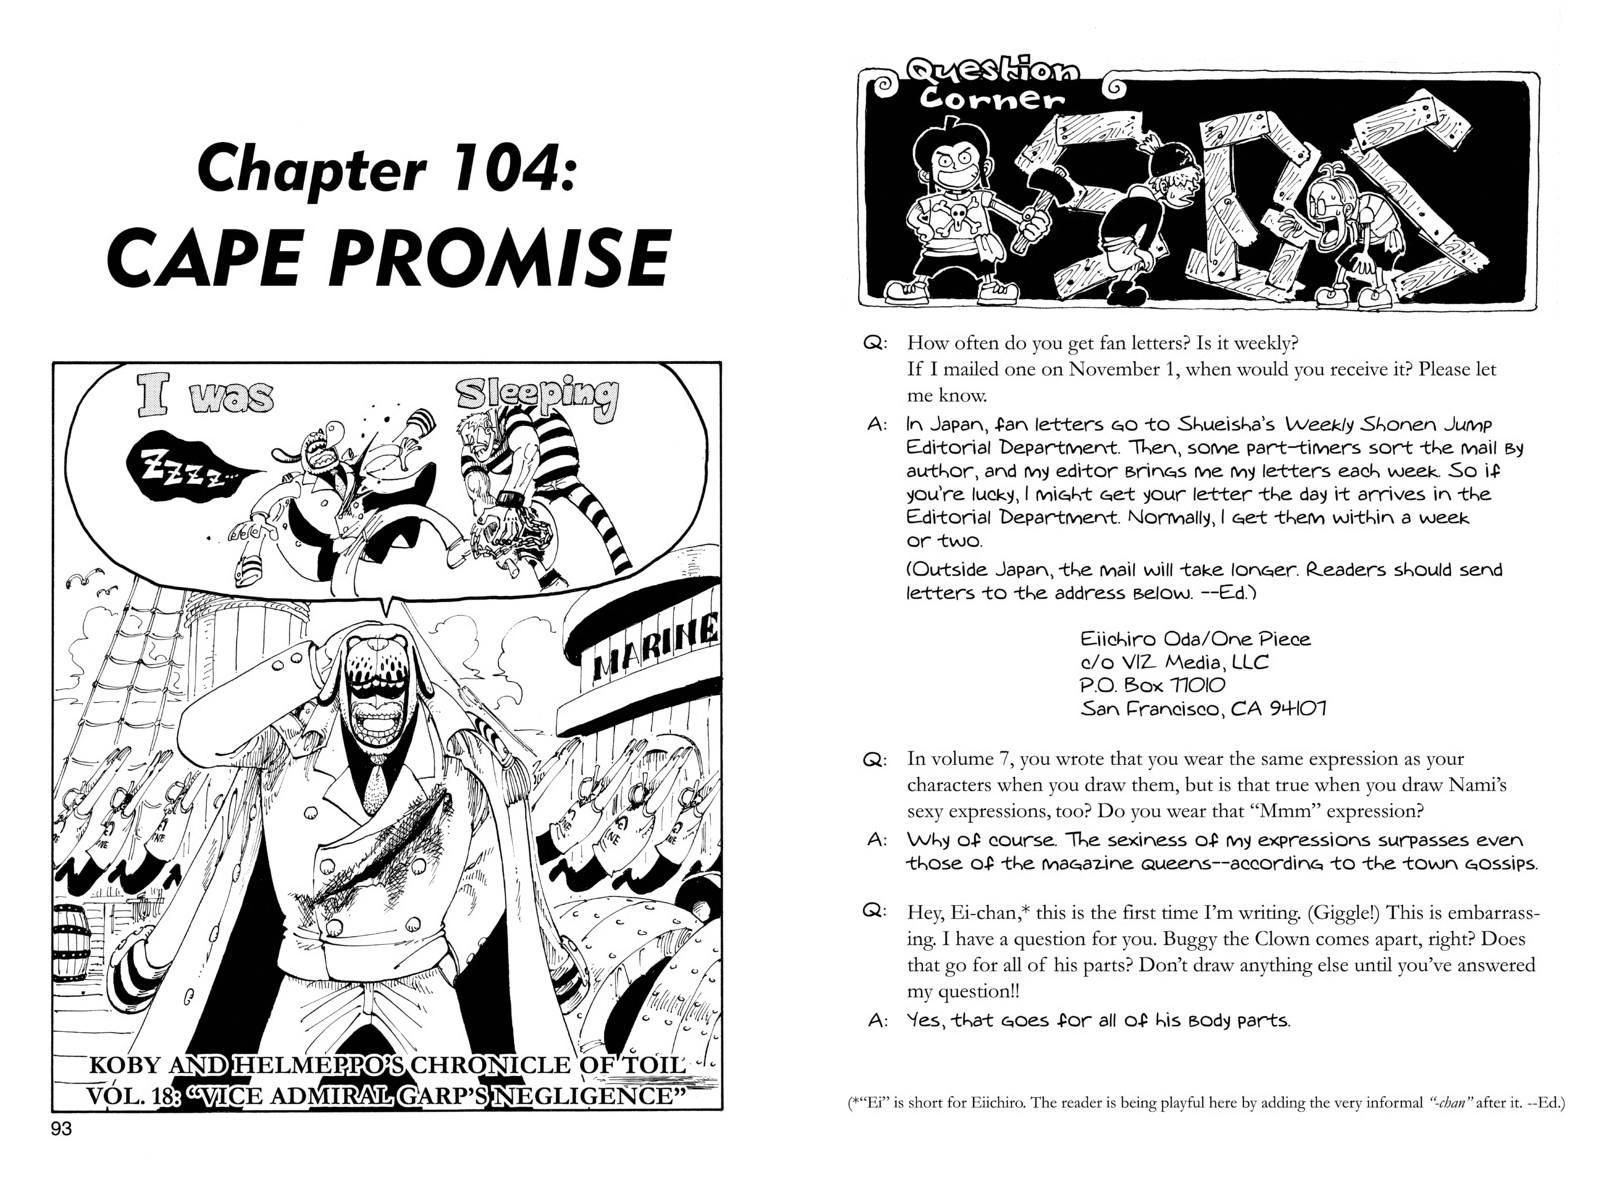 Chapter 104:
CAPE PROMISE
I was
Sleeping
ZZZZ...
MARINE
NE
NE
NE
KOBY AND HELMEPPO'S CHRONICLE OF TOIL
VOL. 18: "VICE ADMIRAL GARP'S NEGLIGENCE"
93
Question
Corner
SBS
Q: How often do you get fan letters? Is it weekly?
If I mailed one on November 1, when would you receive it? Please let
me know.
A: In Japan, fan letters go to Shueisha's Weekly Shonen Jump
Editorial Department. Then, some part-timers sort the mail by
author, and my editor brings me my letters each week. So if
you're lucky, I might get your letter the day it arrives in the
Editorial Department. Normally, I get them within a week
or two.
(Outside Japan, the mail will take longer. Readers should send
letters to the address below. --Ed.)
Eiichiro Oda/One Piece
c/o VIZ Media, LLC
P.O. Box 77010
San Francisco, CA 94107
Q: In volume 7, you wrote that you wear the same expression as your
characters when you draw them, but is that true when you draw Nami's
sexy expressions, too? Do you wear that "Mmm" expression?
A: Why of course. The sexiness of my expressions surpasses even
those of the magazine queens--according to the town gossips.
Q: Hey, Ei-chan,* this is the first time I'm writing. (Giggle!) This is embarrass-
ing. I have a question for you. Buggy the Clown comes apart, right? Does
that go for all of his parts? Don't draw anything else until you've answered
my question!!
A: Yes, that goes for all of his body parts.
(*"Ei" is short for Eiichiro. The reader is being playful here by adding the very informal "-chan" after it. --Ed.)